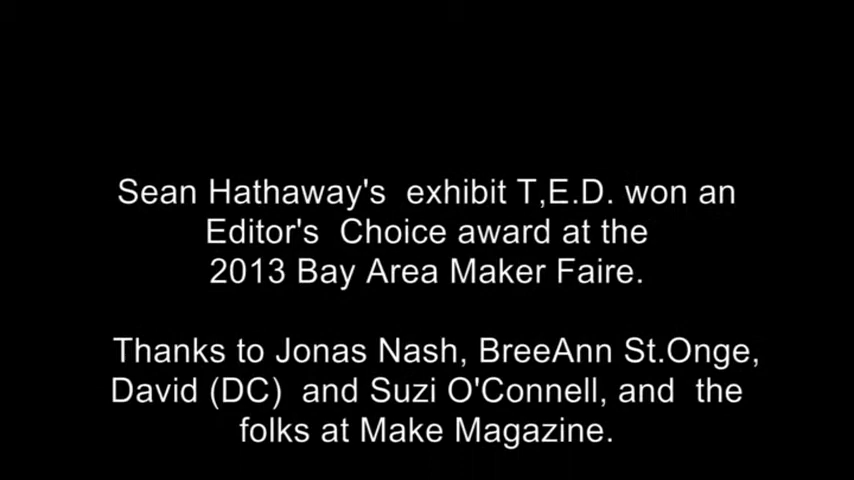 Sean Hathaway's  exhibit T,E.D. won an
Editor's  Choice award at the
2013 Bay Area Maker Faire.
Thanks to Jonas Nash, BreeAnn St.Onge,
David (DC)  and Suzi O'Connell, and  the
folks at Make Magazine.